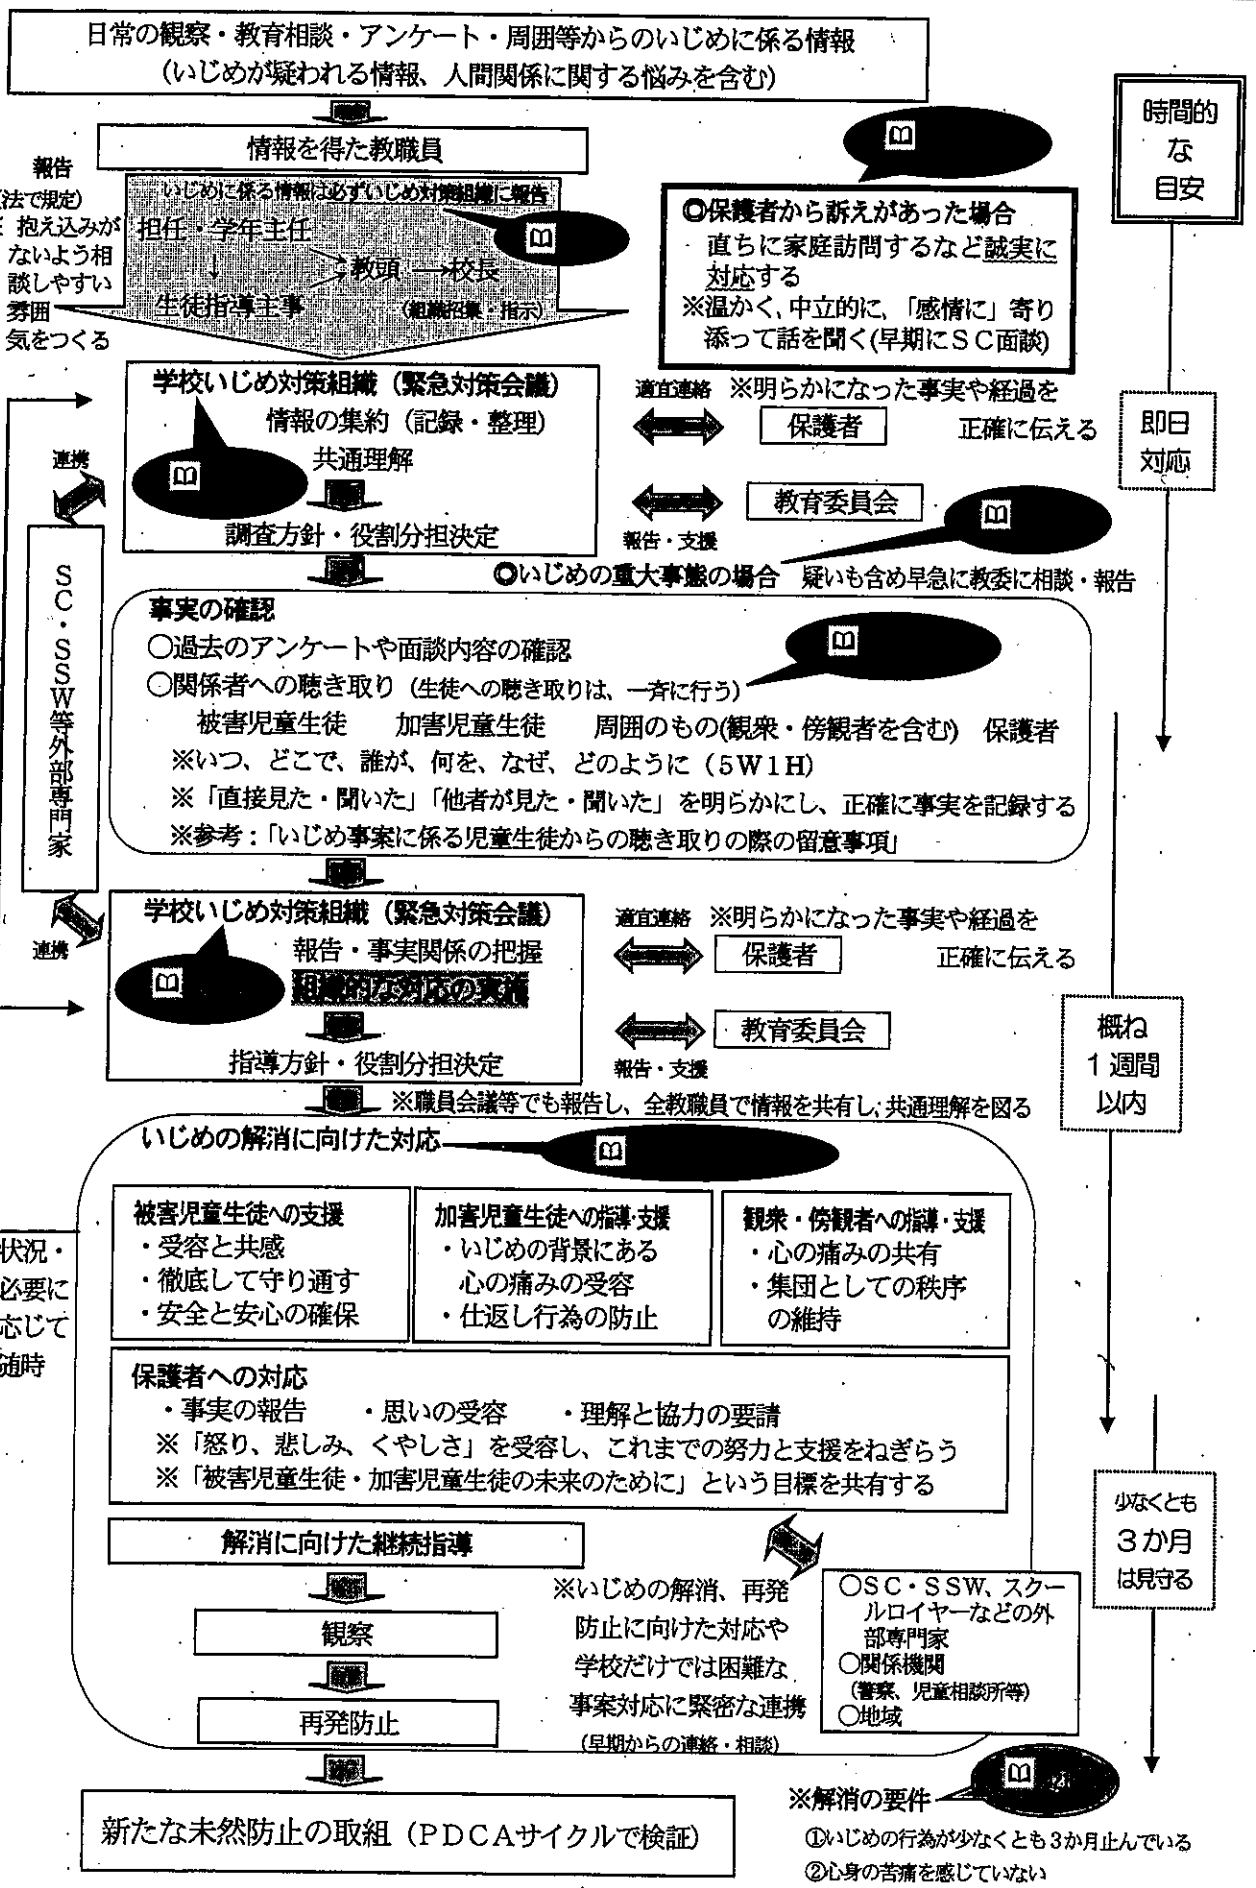 日常の観察・教育相談・アンケート・周囲等からのいじめに係る情報
(いじめが疑われる情報、人間関係に関する悩みを含む)
情報を得た教職員
報告
(法で規定)
抱え込みが
ないよう相
談しやすい
雰囲
気をつくる
いじめに係る情報は必ずいじめ対策組織に報告
担任・学年主任
教頭→校長
生徒指導主事
(組織招集・指示)
◎保護者から訴えがあった場合
直ちに家庭訪問するなど誠実に
対応する
※温かく、中立的に、「感情に」寄り
添って話を聞く(早期にＳＣ面談)
時間的
な
目安
学校いじめ対策組織（緊急対策会議）
情報の集約（記録・整理）
共通理解
調査方針・役割分担決定
適宜連絡 ※明らかになった事実や経過を
保護者 正確に伝える
教育委員会
報告・支援
即日
対応
連携
ＳＣ・ＳＳＷ等外部専門家
連携
◎いじめの重大事態の場合 疑いも含め早急に教委に相談・報告
事実の確認
○過去のアンケートや面談内容の確認
○関係者への聴き取り（生徒への聴き取りは、一斉に行う）
被害児童生徒 加害児童生徒 周囲のもの(観衆・傍観者を含む) 保護者
※いつ、どこで、誰が、何を、なぜ、どのように（５Ｗ１Ｈ）
※「直接見た・聞いた」「他者が見た・聞いた」を明らかにし、正確に事実を記録する
※参考：「いじめ事案に係る児童生徒からの聴き取りの際の留意事項」
学校いじめ対策組織（緊急対策会議）
報告・事実関係の把握
組織的な対応の実施
指導方針・役割分担決定
適宜連絡 ※明らかになった事実や経過を
保護者 正確に伝える
教育委員会
報告・支援
概ね
１週間
以内
※職員会議等でも報告し、全教職員で情報を共有し、共通理解を図る
いじめの解消に向けた対応
被害児童生徒への支援
・受容と共感
・徹底して守り通す
・安全と安心の確保
加害児童生徒への指導・支援
・いじめの背景にある
心の痛みの受容
・仕返し行為の防止
観衆・傍観者への指導・支援
・心の痛みの共有
・集団としての秩序
の維持
状況・
必要に
応じて
随時
保護者への対応
・事実の報告 ・思いの受容 ・理解と協力の要請
※「怒り、悲しみ、くやしさ」を受容し、これまでの努力と支援をねぎらう
※「被害児童生徒・加害児童生徒の未来のために」という目標を共有する
解消に向けた継続指導
観察
再発防止
※いじめの解消、再発
防止に向けた対応や
学校だけでは困難な
事案対応に緊密な連携
(早期からの連絡・相談)
○ＳＣ・ＳＳＷ、スクー
ルロイヤーなどの外
部専門家
○関係機関
(警察、児童相談所等)
○地域
少なくとも
３か月
は見守る
新たな未然防止の取組（ＰＤＣＡサイクルで検証）
※解消の要件
①いじめの行為が少なくとも３か月止んでいる
②心身の苦痛を感じていない